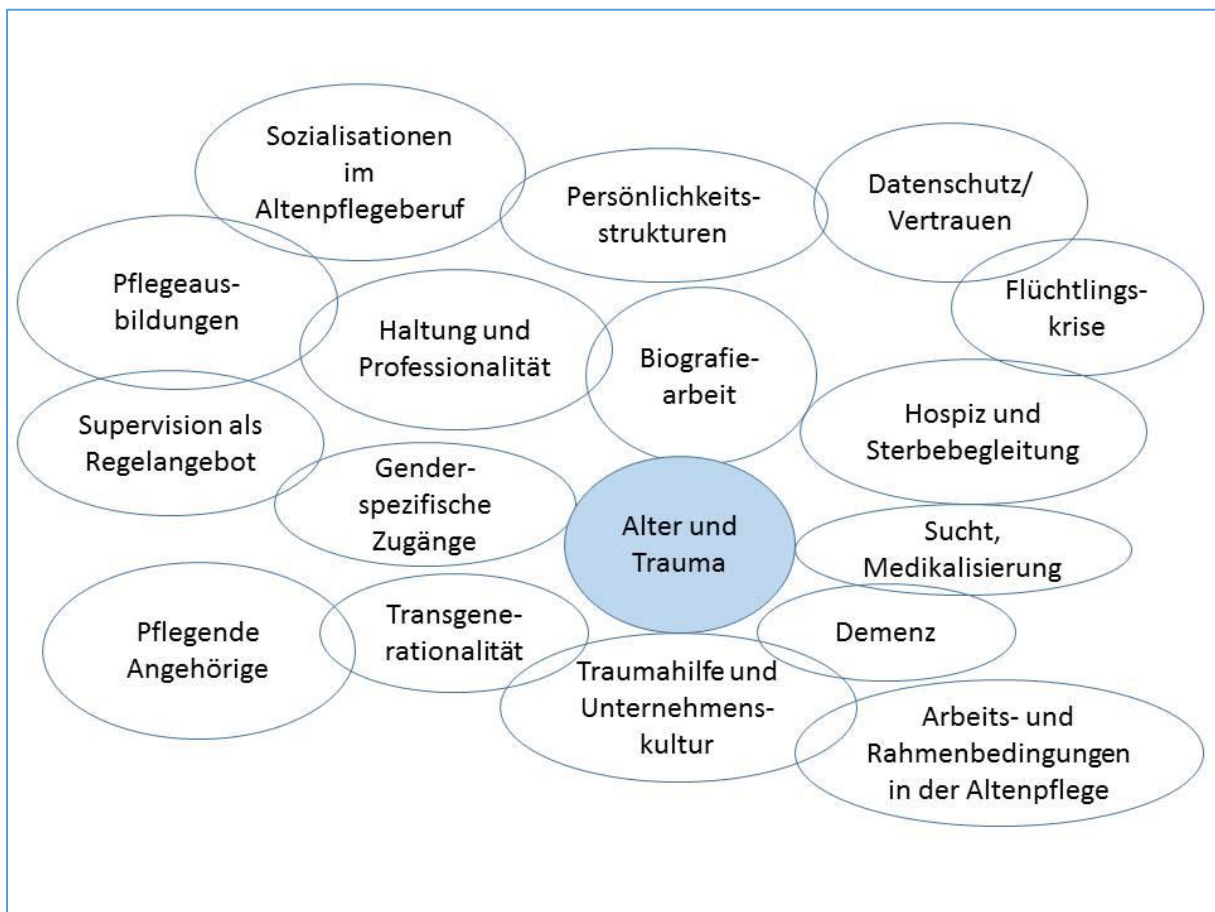 Sozialisationen
im
Altenpflegeberuf
Persönlichkeits-
strukturen
Datenschutz/
Vertrauen
Pflegeaus-
bildungen
Haltung und
Professionalität
Biografie-
arbeit
Flüchtlings-
krise
Supervision als
Regelangebot
Gender-
spezifische
Zugänge
Hospiz und
Sterbebegleitung
Alter und
Trauma
Sucht,
Medikalisierung
Pflegende
Angehörige
Transgene-
rationalität
Demenz
Traumahilfe und
Unternehmens-
kultur
Arbeits- und
Rahmenbedingungen
in der Altenpflege